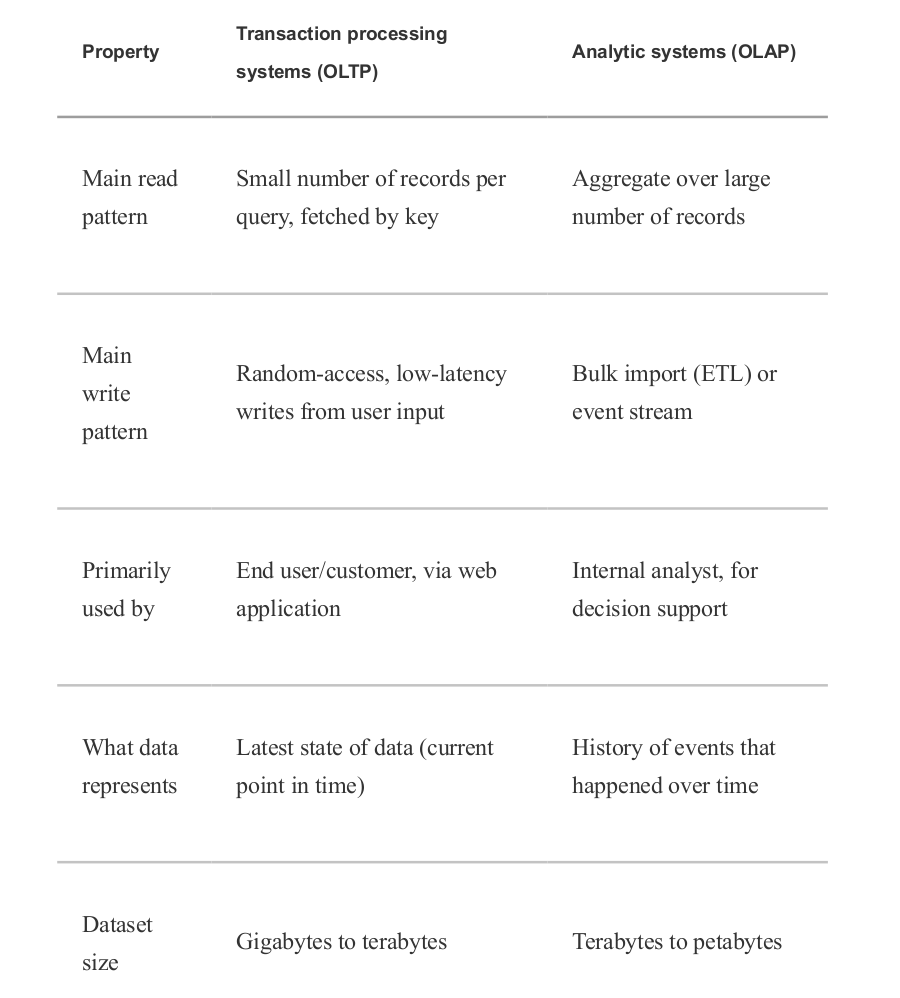 Property
Transaction processing
systems (OLTP)
Analytic systems (OLAP)
Main read
pattern
Small number of records per
query, fetched by key
Aggregate over large
number of records
Main
write
pattern
Random-access, low-latency
writes from user input
Bulk import (ETL) or
event stream
Primarily
used by
End user/customer, via web
application
Internal analyst, for
decision support
What data
represents
Latest state of data (current
point in time)
History of events that
happened over time
Dataset
size
Gigabytes to terabytes
Terabytes to petabytes